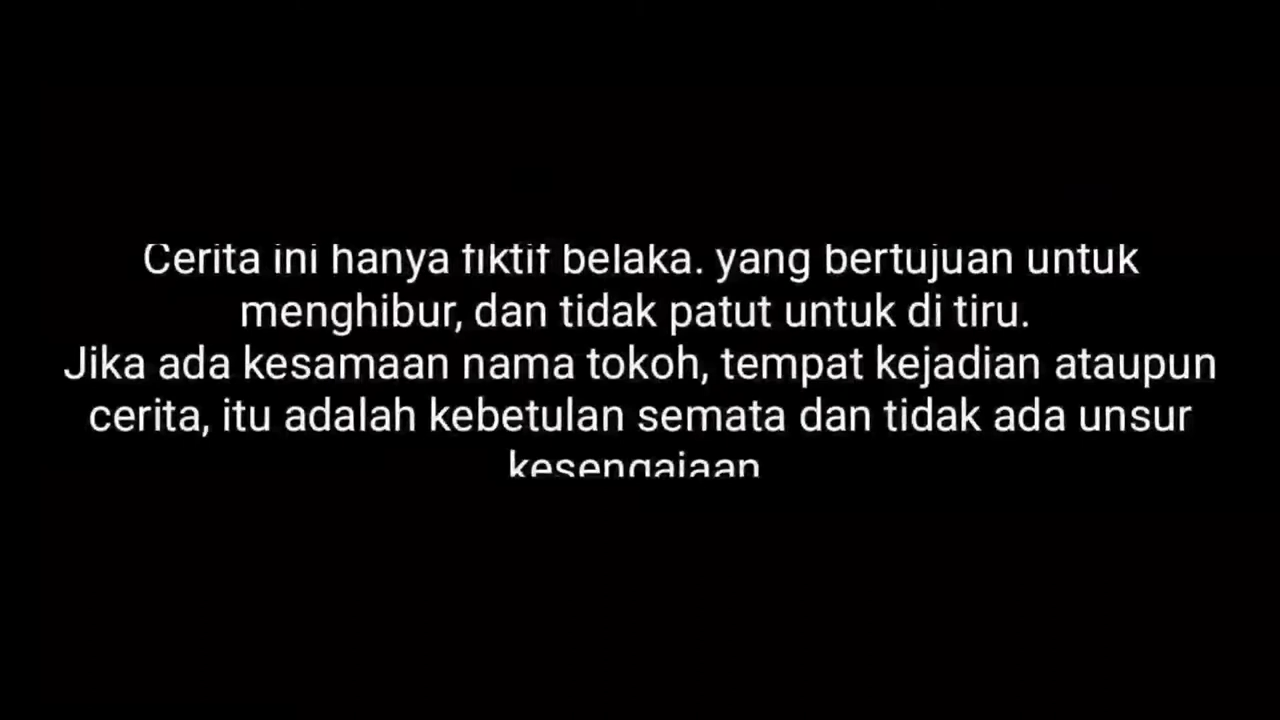 Cerita ini hanya fiktif belaka. yang bertujuan untuk
menghibur, dan tidak patut untuk di tiru.
Jika ada kesamaan nama tokoh, tempat kejadian ataupun
cerita, itu adalah kebetulan semata dan tidak ada unsur
kesengajaan